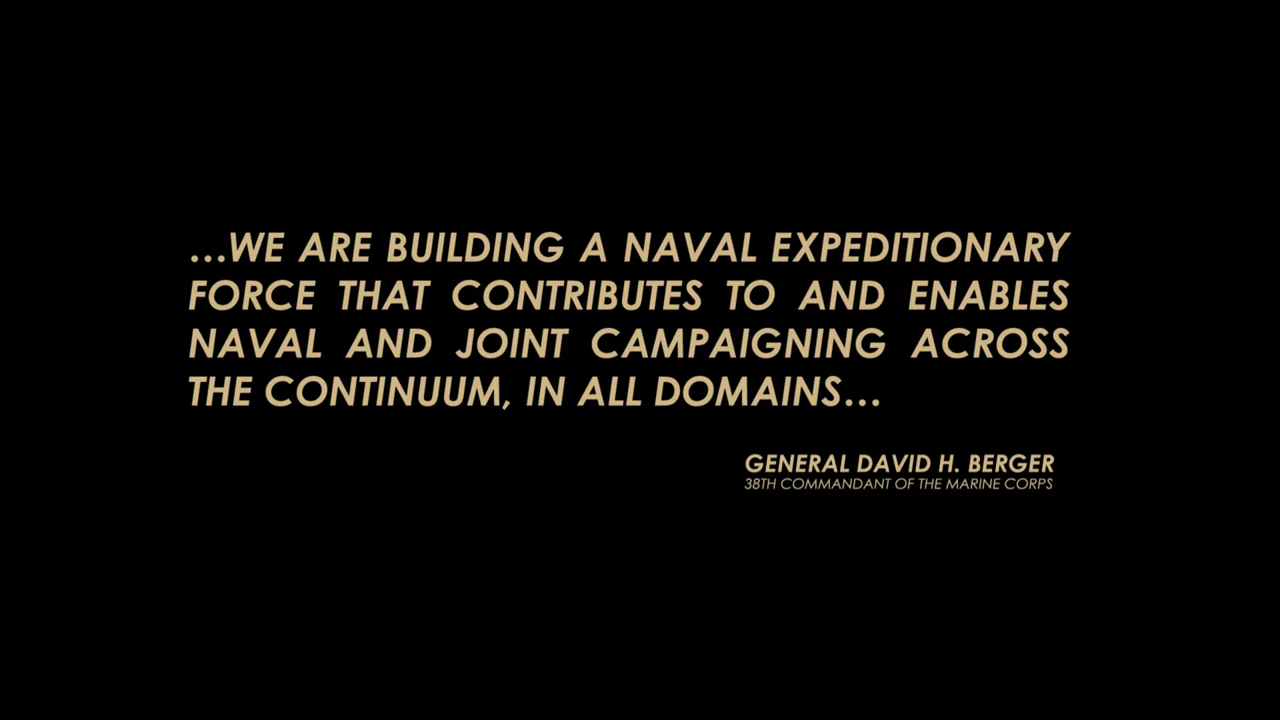 …WE ARE BUILDING A NAVAL EXPEDITIONARY
FORCE THAT CONTRIBUTES TO AND ENABLES
NAVAL AND JOINT CAMPAIGNING ACROSS
THE CONTINUUM, IN ALL DOMAINS…
GENERAL DAVID H. BERGER
38TH COMMANDANT OF THE MARINE CORPS